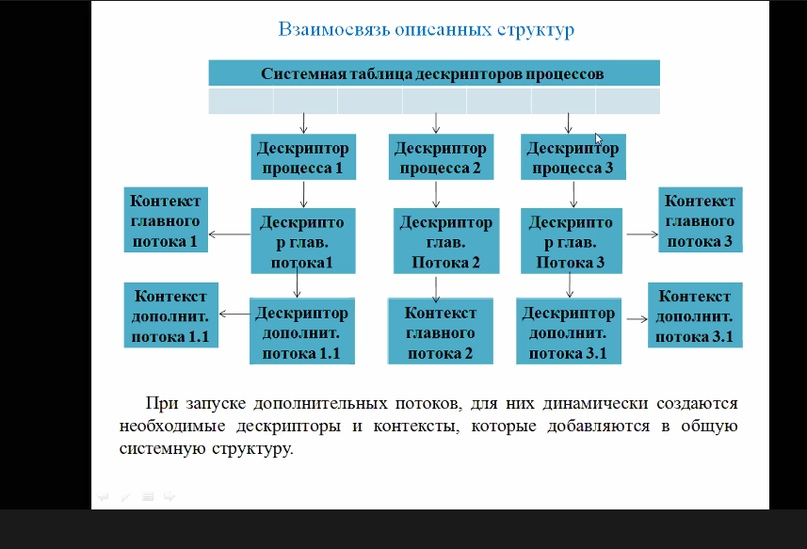 Взаимосвязь описанных структур
Системная таблица дескрипторов процессов
Дескриптор
процесса 1
Дескриптор
процесса 2
Дескриптор
процесса 3
Контекст
главного
потока 1
Дескрипто
р глав.
потока1
Дескриптор
глав.
Потока 2
Дескрипто
р глав.
Потока 3
Контекст
главного
потока 3
Контекст
дополнит.
потока 1.1
Дескриптор
дополнит.
потока 1.1
Контекст
главного
потока 2
Дескриптор
дополнит.
потока 3.1
Контекст
дополнит.
потока 3.1
При запуске дополнительных потоков, для них динамически создаются
необходимые дескрипторы и контексты, которые добавляются в общую
системную структуру.